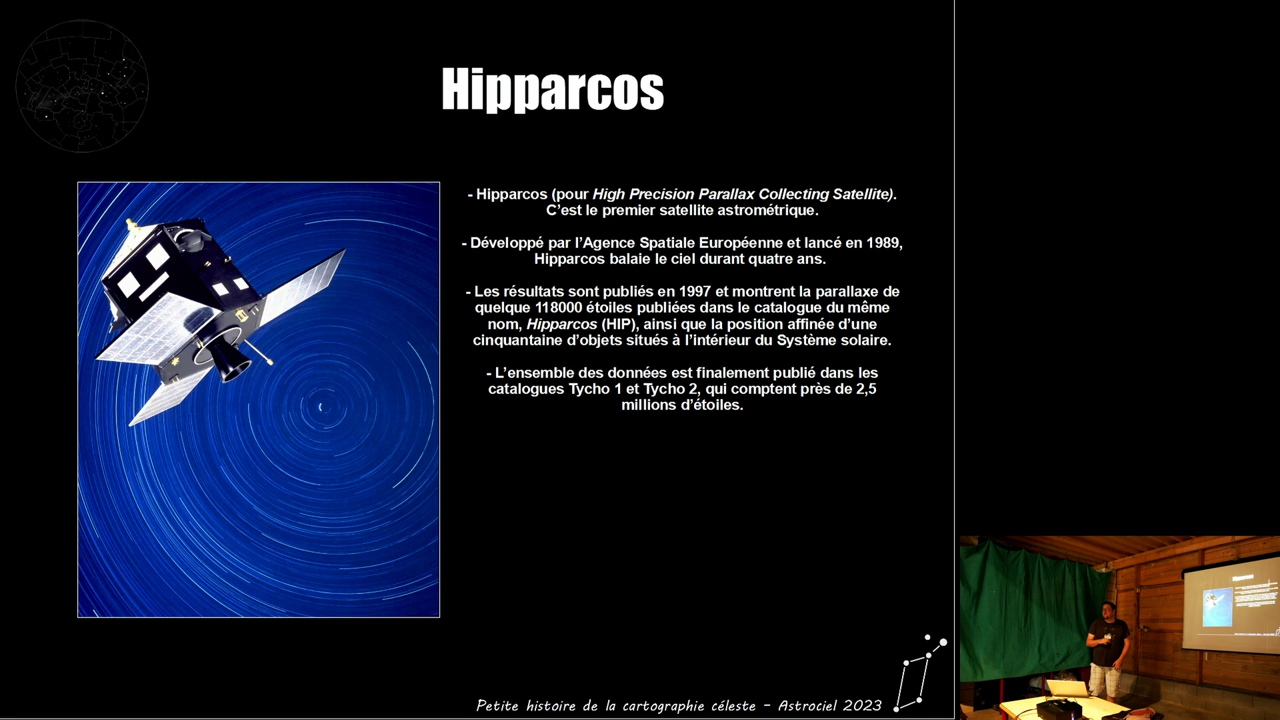 Hipparcos
- Hipparcos (pour High Precision Parallax Collecting Satellite).
C’est le premier satellite astrométrique.
- Développé par l’Agence Spatiale Européenne et lancé en 1989,
Hipparcos balaie le ciel durant quatre ans.
- Les résultats sont publiés en 1997 et montrent la parallaxe de
quelque 118000 étoiles publiées dans le catalogue du même
nom, Hipparcos (HIP), ainsi que la position affinée d’une
cinquantaine d’objets situés à l’intérieur du Système solaire.
- L’ensemble des données est finalement publié dans les
catalogues Tycho 1 et Tycho 2, qui comptent près de 2,5
millions d’étoiles.
Petite histoire de la cartographie céleste – Astrociel 2023
Hipparcos